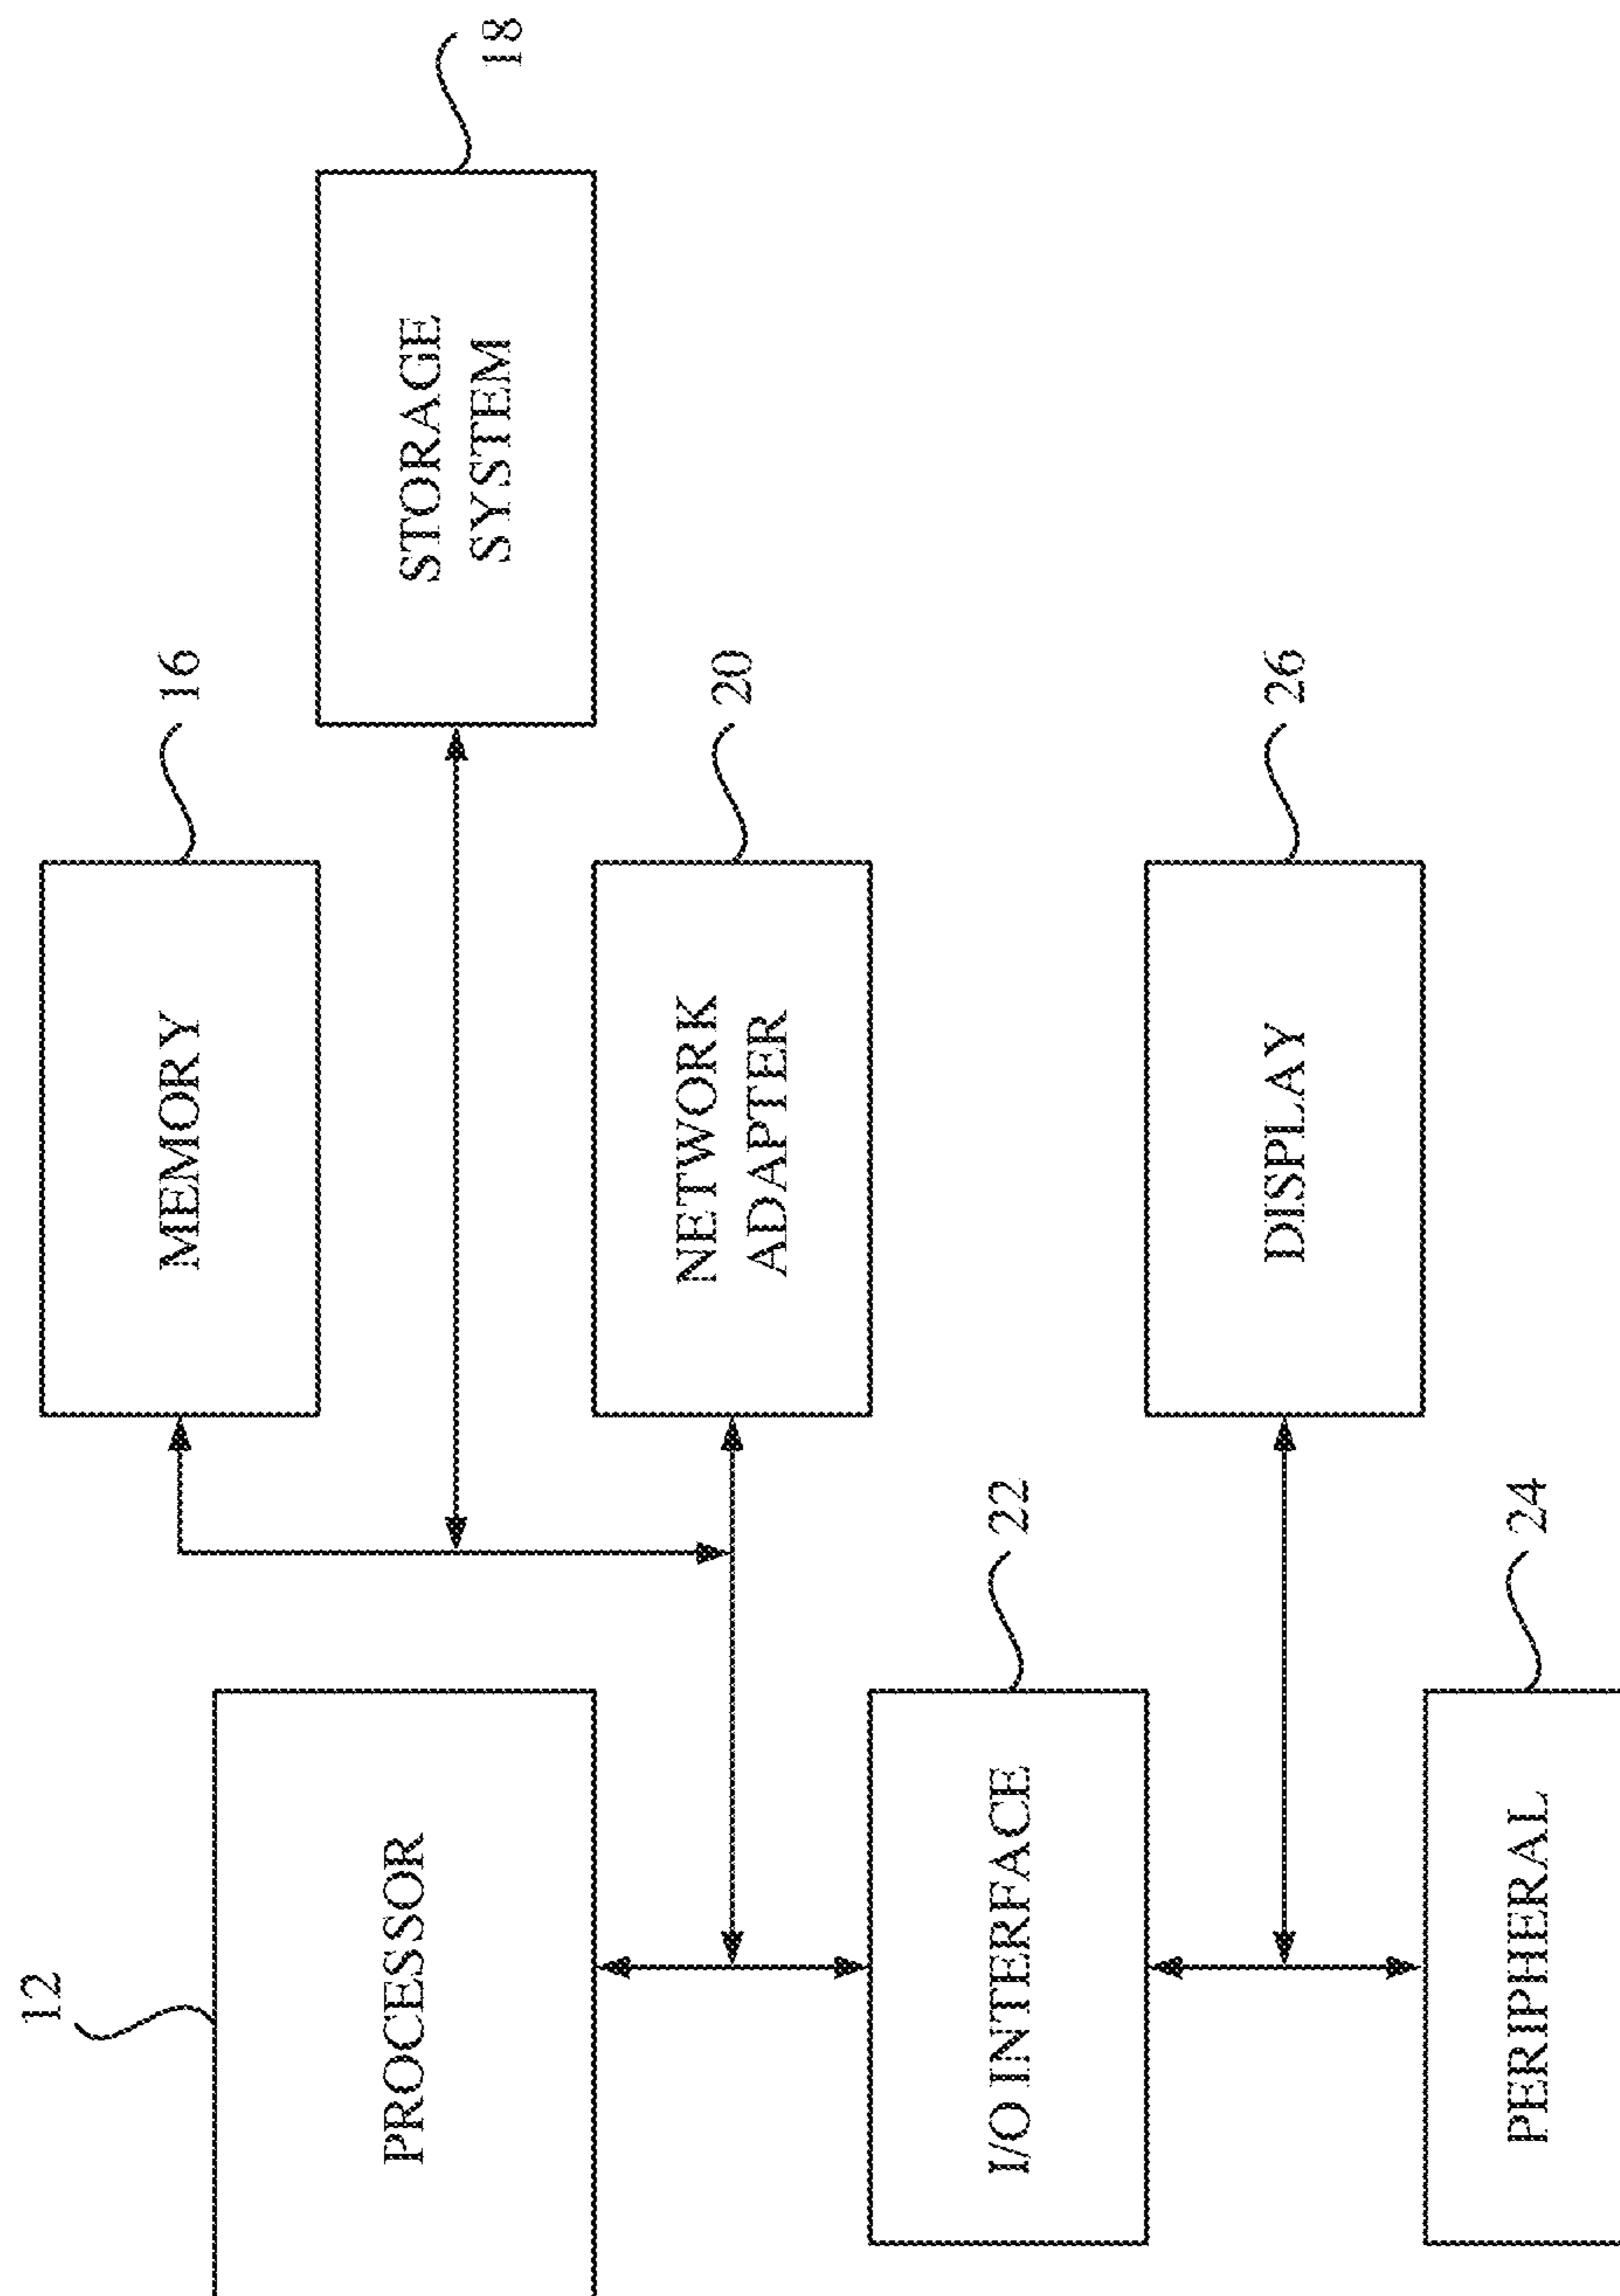 12
PROCESSOR
MEMORY
16
STORAGE
SYSTEM
18
NETWORK
ADAPTER
20
I/O INTERFACE
22
DISPLAY
26
PERIPHERAL
24